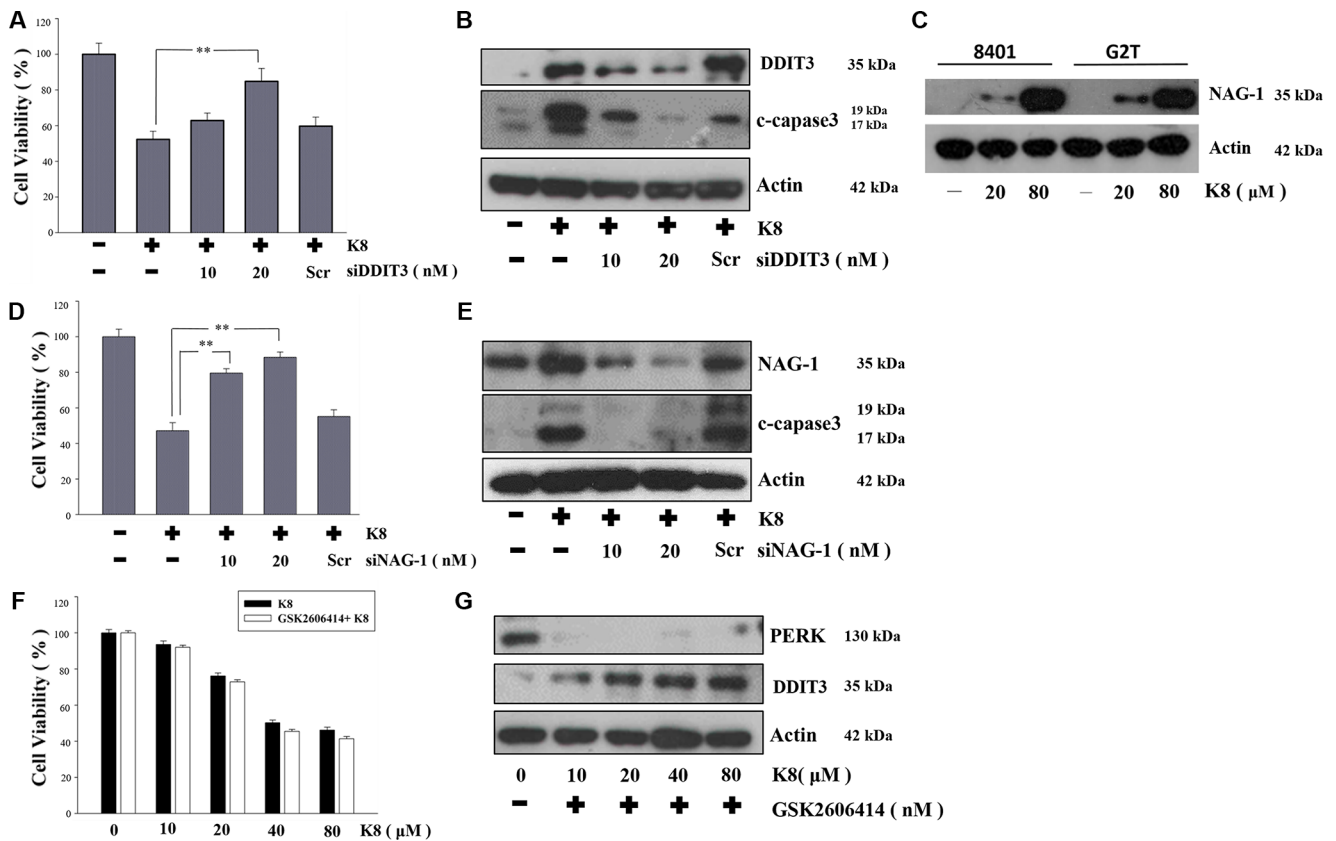 A
Cell Viability ( % )
120
100
80
60
40
20
0
**
− + + + + K8
− − 10 20 Scr siDDIT3 ( nM )
B
DDIT3 35 kDa
c-capase3 19 kDa
17 kDa
Actin 42 kDa
− + + + + K8
− − 10 20 Scr siDDIT3 ( nM )
C
8401 G2T
NAG-1 35 kDa
Actin 42 kDa
− 20 80 − 20 80 K8 ( μM )
D
Cell Viability ( % )
120
100
80
60
40
20
0
**
**
− + + + + K8
− − 10 20 Scr siNAG-1 ( nM )
E
NAG-1 35 kDa
c-capase3 19 kDa
17 kDa
Actin 42 kDa
− + + + + K8
− − 10 20 Scr siNAG-1 ( nM )
F
Cell Viability ( % )
120
100
80
60
40
20
0
K8
GSK2606414+ K8
0 10 20 40 80 K8 ( μM )
G
PERK 130 kDa
DDIT3 35 kDa
Actin 42 kDa
0 10 20 40 80 K8( μM )
− + + + + GSK2606414 ( nM )